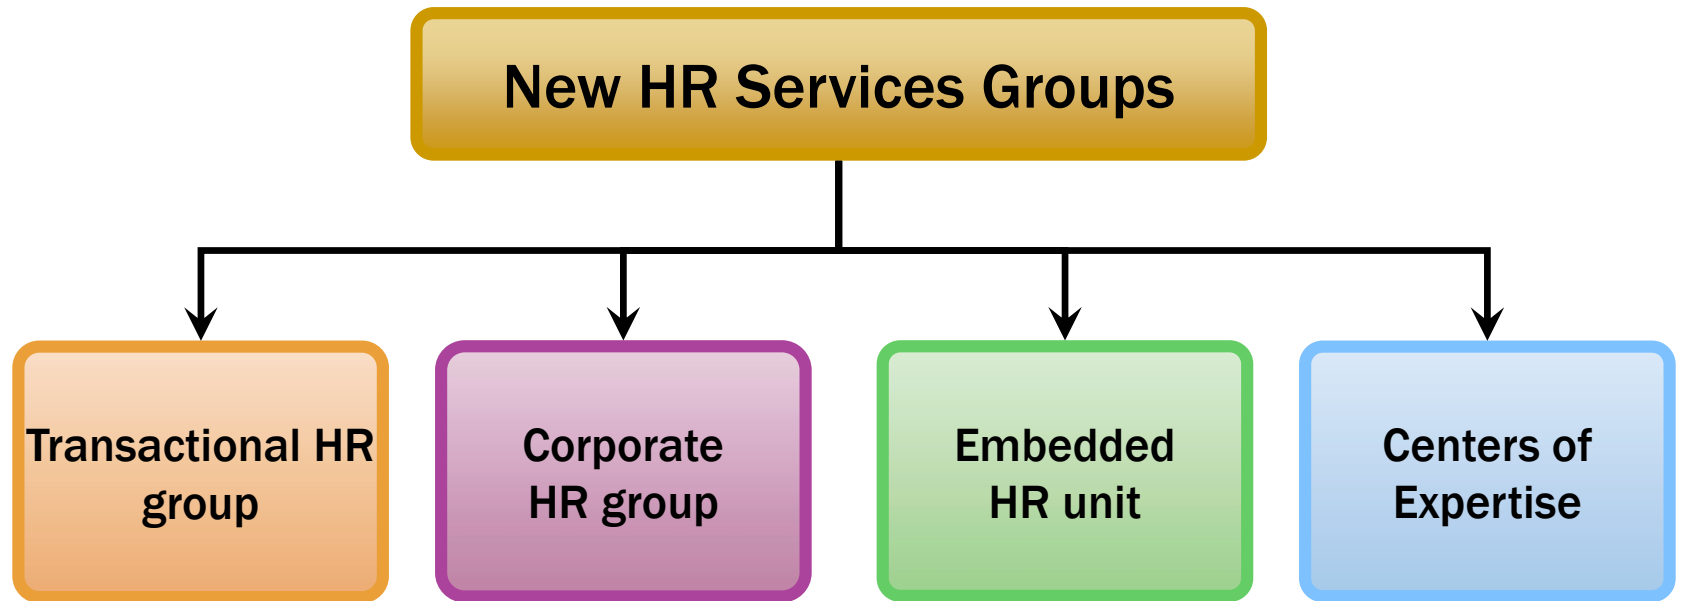 New HR Services Groups
Transactional HR
group
Corporate
HR group
Embedded
HR unit
Centers of
Expertise